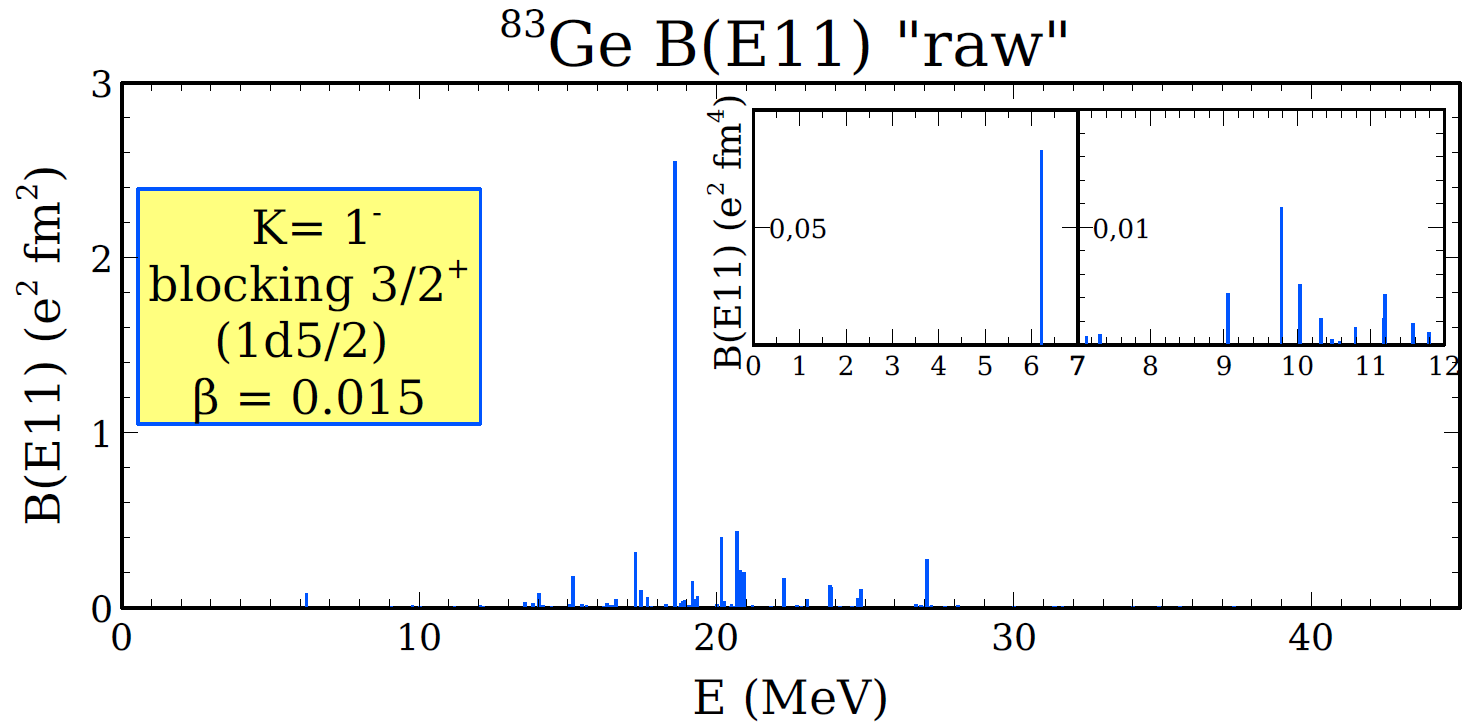 ⁸³Ge B(E11) "raw"
B(E11) (e² fm²)
3
2
1
0
K= 1⁻
blocking 3/2⁺
(1d5/2)
β = 0.015
B(E11) (e² fm⁴)
0,05
0,01
0 1 2 3 4 5 6 7 8 9 10 11 12
0 10 20 30 40
E (MeV)